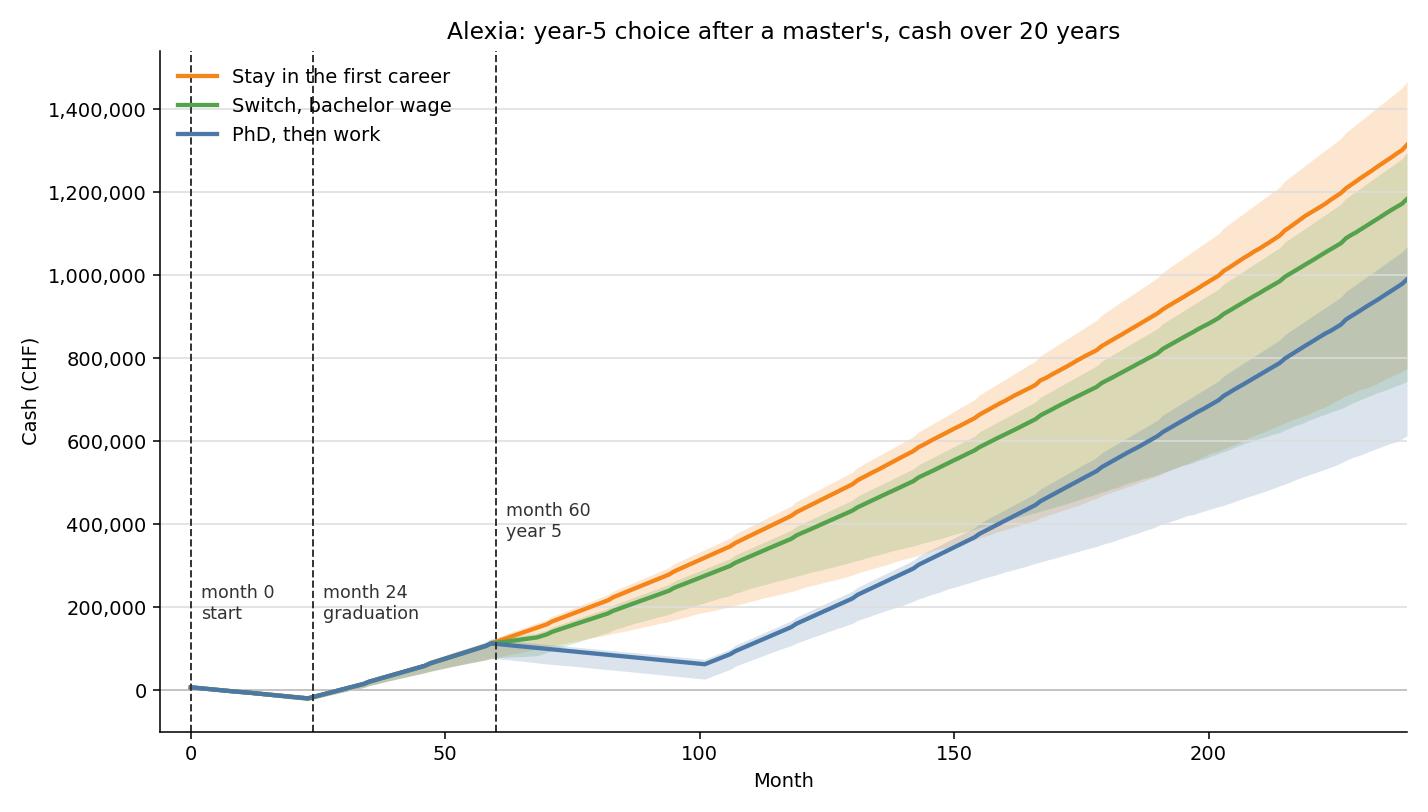 Alexia: year-5 choice after a master's, cash over 20 years
Stay in the first career
Switch, bachelor wage
PhD, then work
1,400,000
1,200,000
1,000,000
800,000
600,000
400,000
200,000
0
Cash (CHF)
month 60
year 5
month 0
start
month 24
graduation
0
50
100
150
200
Month